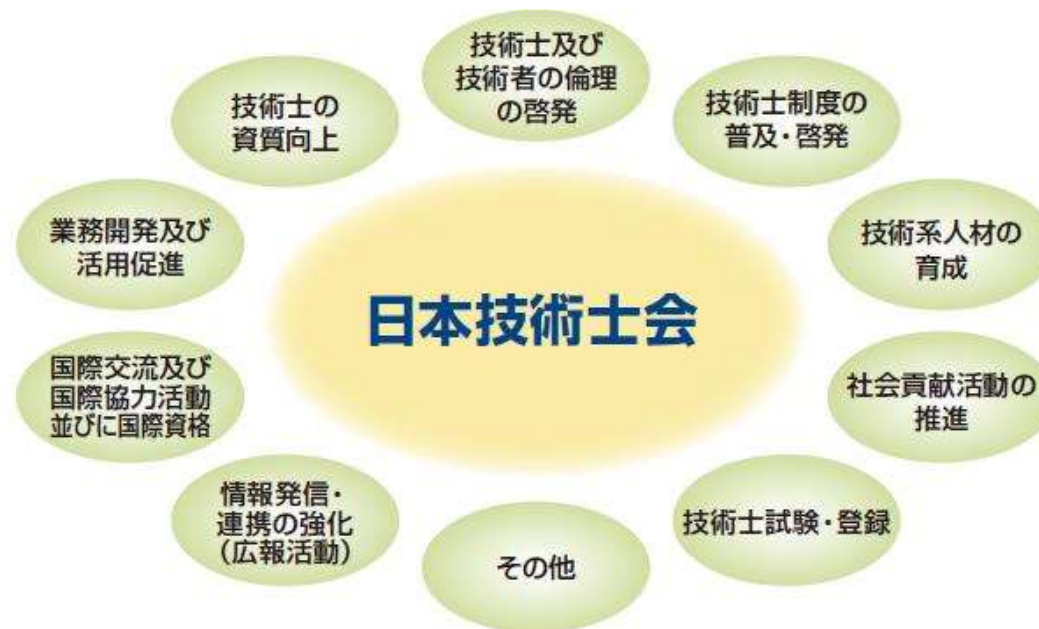 技術士及び
技術者の倫理
の啓発
技術士制度の
普及・啓発
技術系人材の
育成
社会貢献活動の
推進
技術士試験・登録
その他
情報発信・
連携の強化
（広報活動）
国際交流及び
国際協力活動
並びに国際資格
業務開発及び
活用促進
技術士の
資質向上
日本技術士会